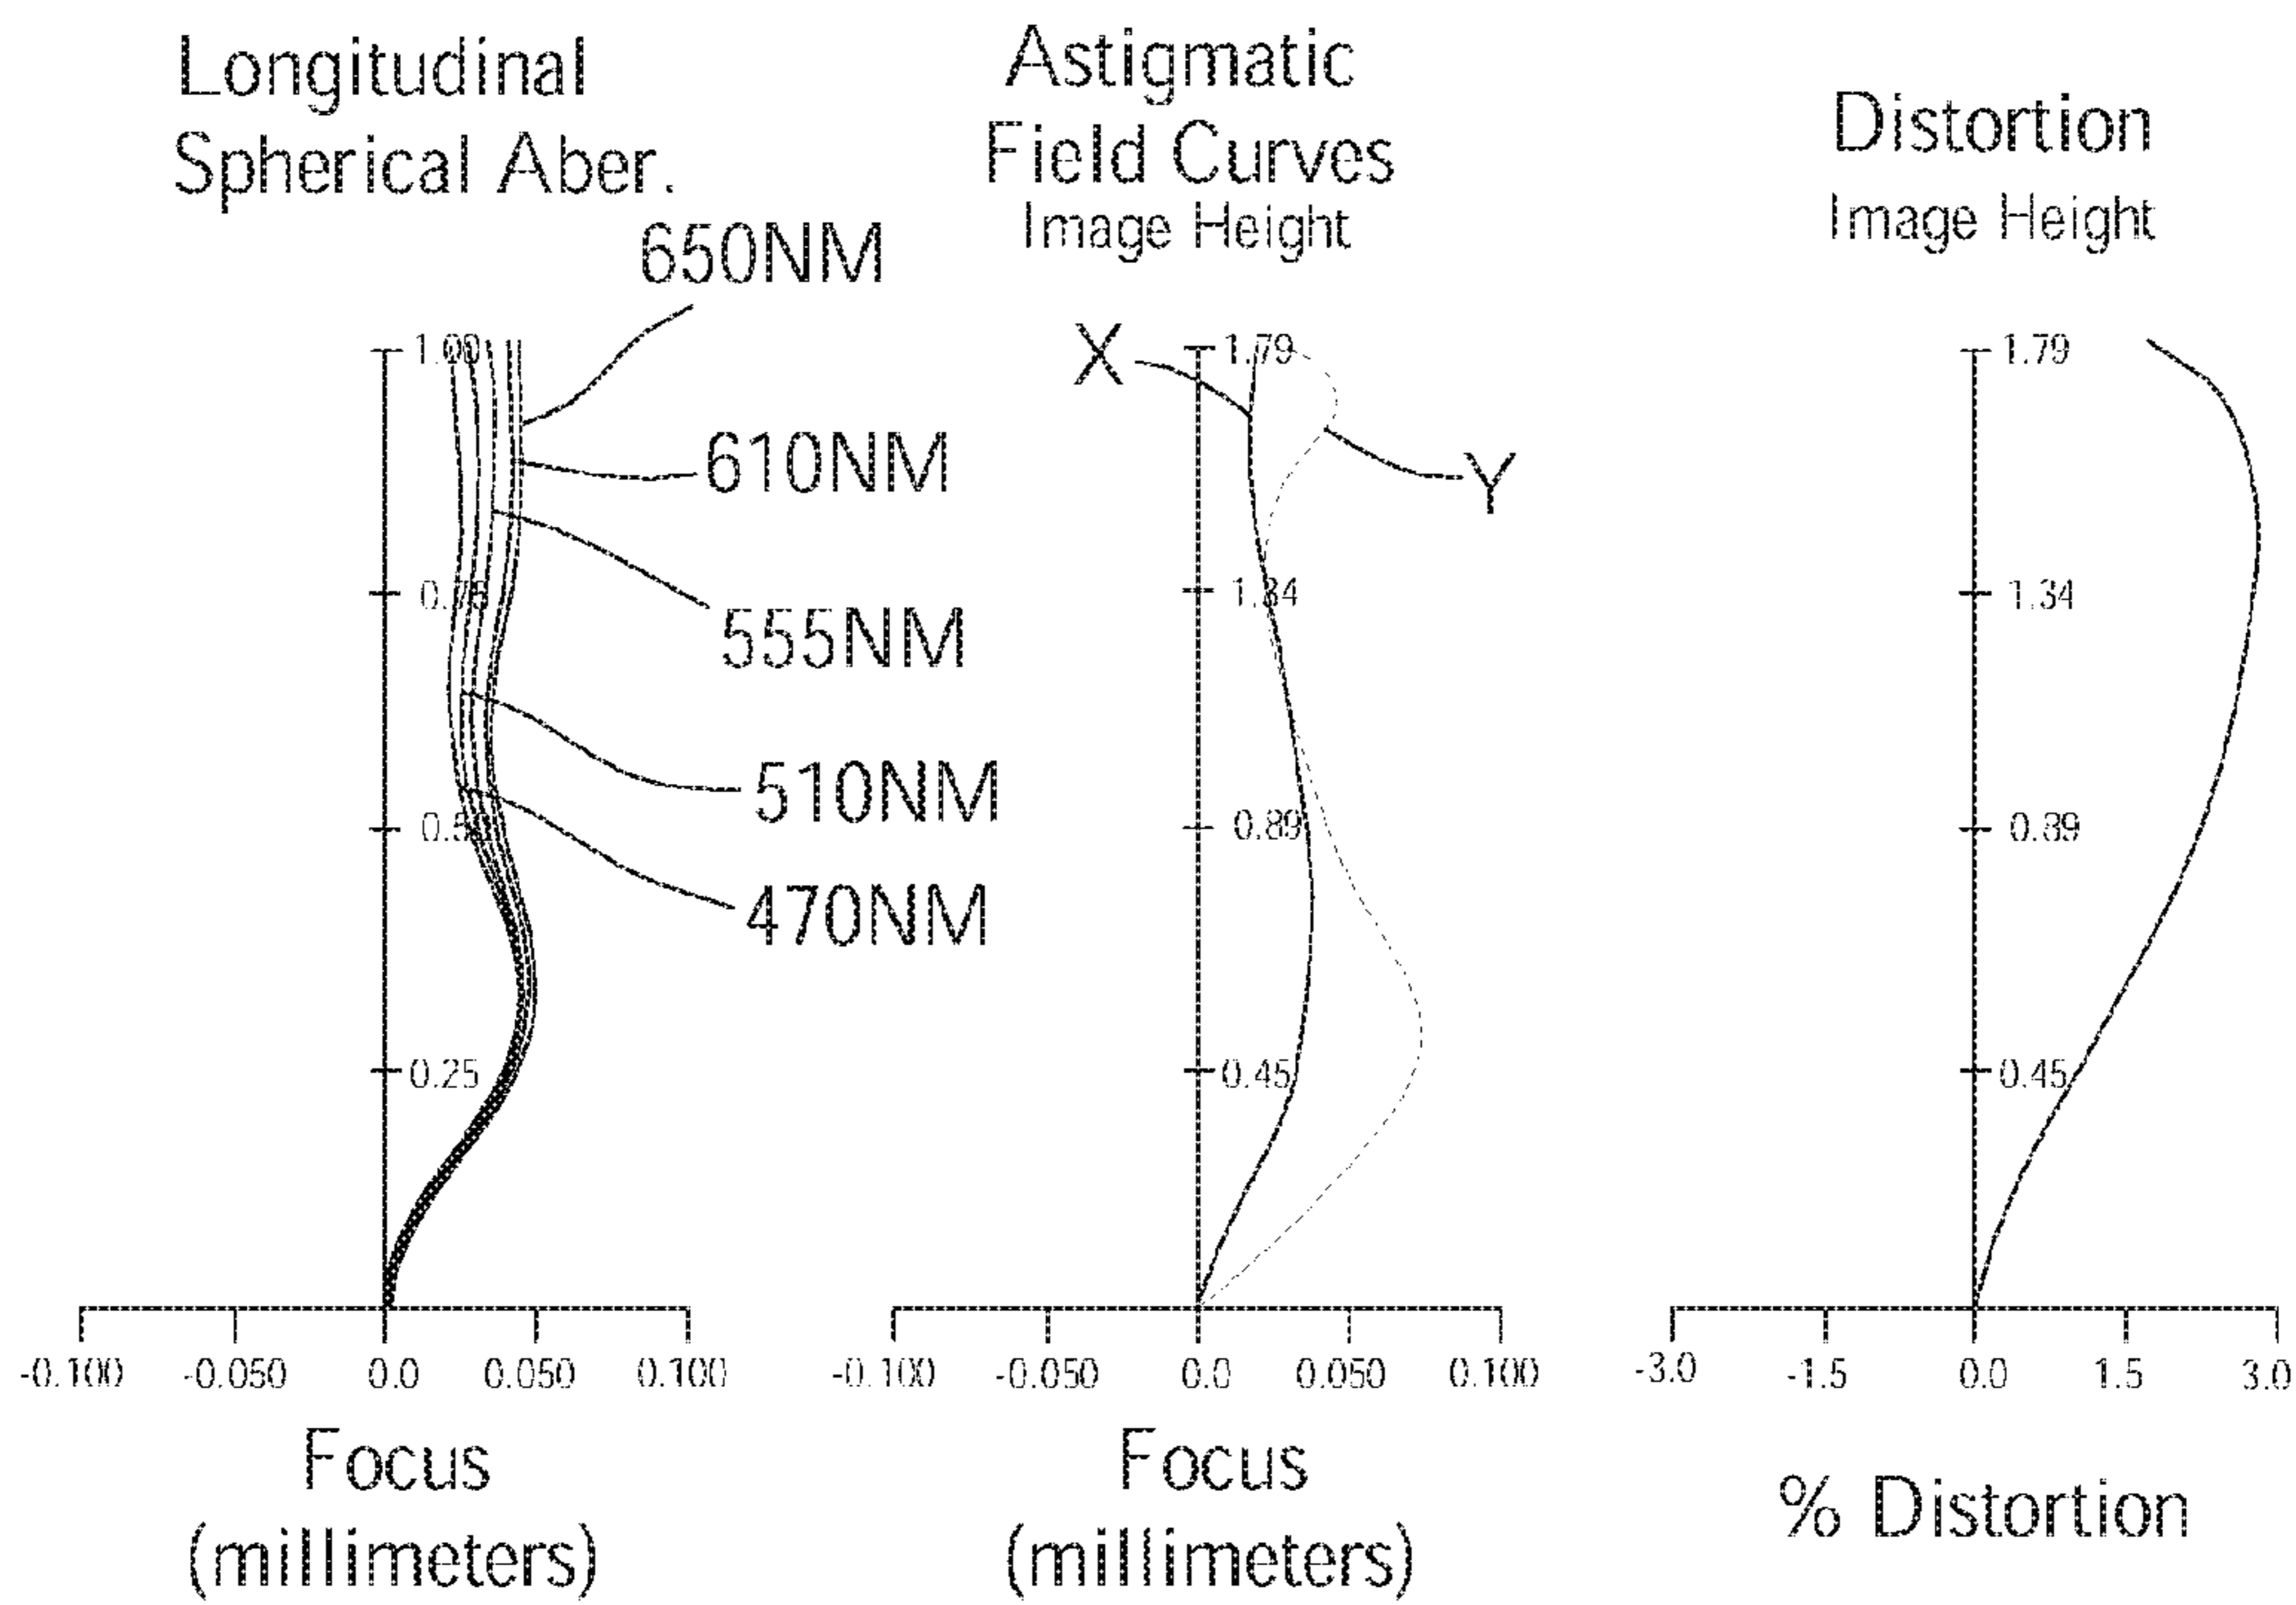 Longitudinal
Spherical Aber.
650NM
610NM
555NM
510NM
470NM
1.00
0.75
0.50
0.25
-0.100 -0.050 0.0 0.050 0.100
Focus
(millimeters)
Astigmatic
Field Curves
Image Height
X
Y
1.79
1.34
0.89
0.45
-0.100 -0.050 0.0 0.050 0.100
Focus
(millimeters)
Distortion
Image Height
1.79
1.34
0.89
0.45
-3.0 -1.5 0.0 1.5 3.0
% Distortion